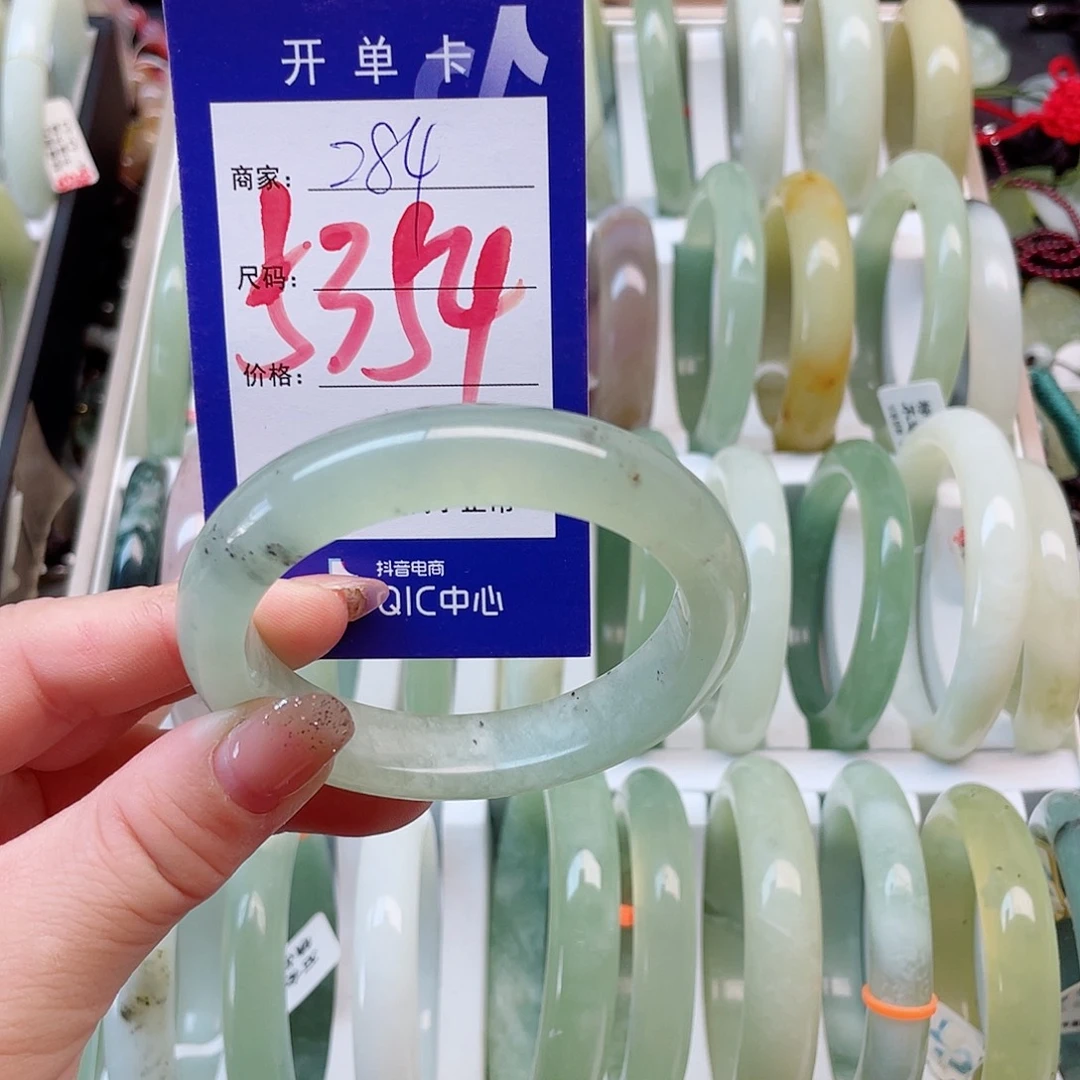 开单卡
商家： 284
尺码：
5354
价格：
抖音电商
QIC中心